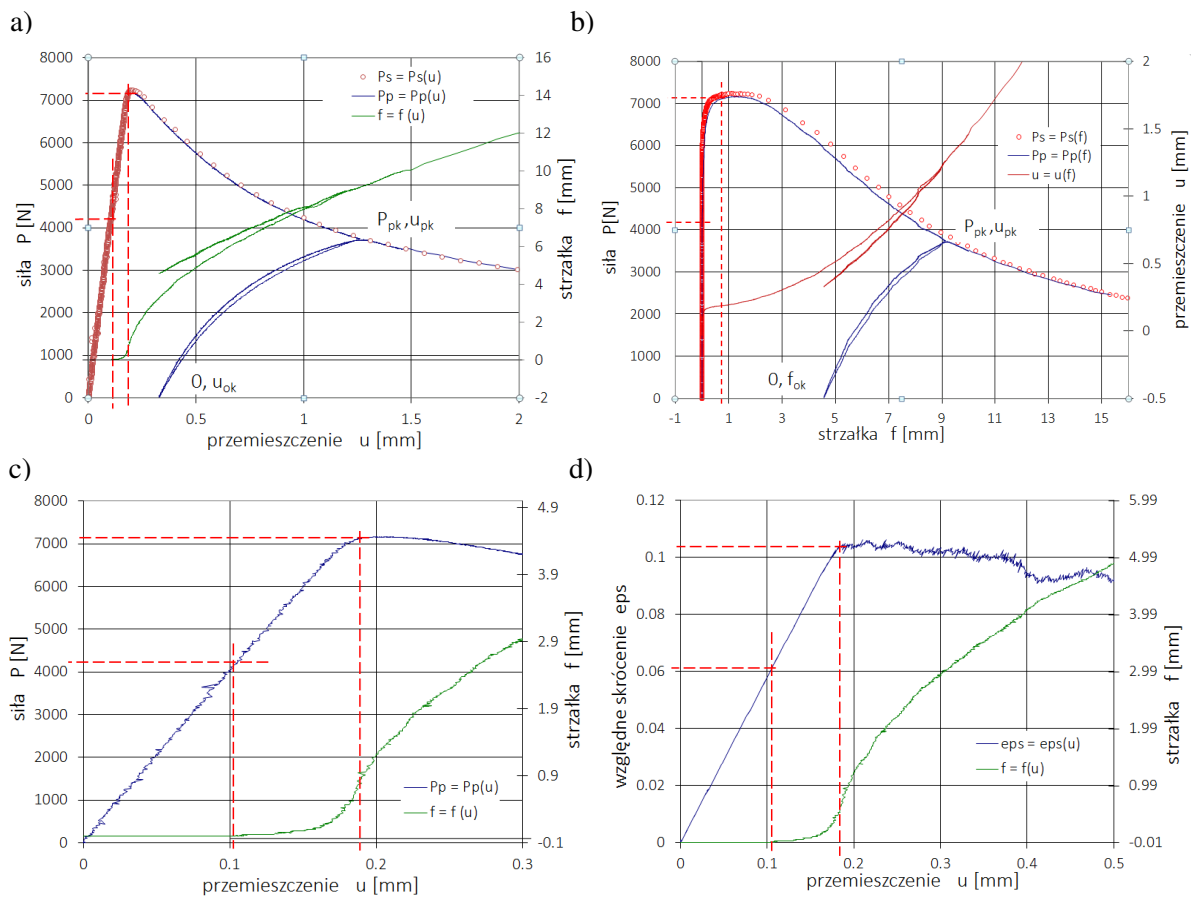 a)
8000
7000
6000
5000
4000
3000
2000
1000
0
siła P [N]
16
14
12
10
8
6
4
2
0
-2
strzałka f [mm]
Ps = Ps(u)
Pp = Pp(u)
f = f (u)
Ppk,upk
0, uok
0
0.5
1
1.5
2
przemieszczenie u [mm]
b)
8000
7000
6000
5000
4000
3000
2000
1000
0
siła P[N]
2
1.5
1
0.5
0
-0.5
przemieszczenie u [mm]
Ps = Ps(f)
Pp = Pp(f)
u = u(f)
Ppk,upk
0, fok
-1
1
3
5
7
9
11
13
15
strzałka f [mm]
c)
8000
7000
6000
5000
4000
3000
2000
1000
0
siła P [N]
4.9
3.9
2.9
1.9
0.9
-0.1
strzałka f [mm]
Pp = Pp(u)
f = f (u)
0
0.1
0.2
0.3
przemieszczenie u [mm]
d)
0.12
0.1
0.08
0.06
0.04
0.02
0.00
względne skrócenie eps
5.99
4.99
3.99
2.99
1.99
0.99
-0.01
strzałka f [mm]
eps = eps(u)
f = f(u)
0
0.1
0.2
0.3
0.4
0.5
przemieszczenie u [mm]